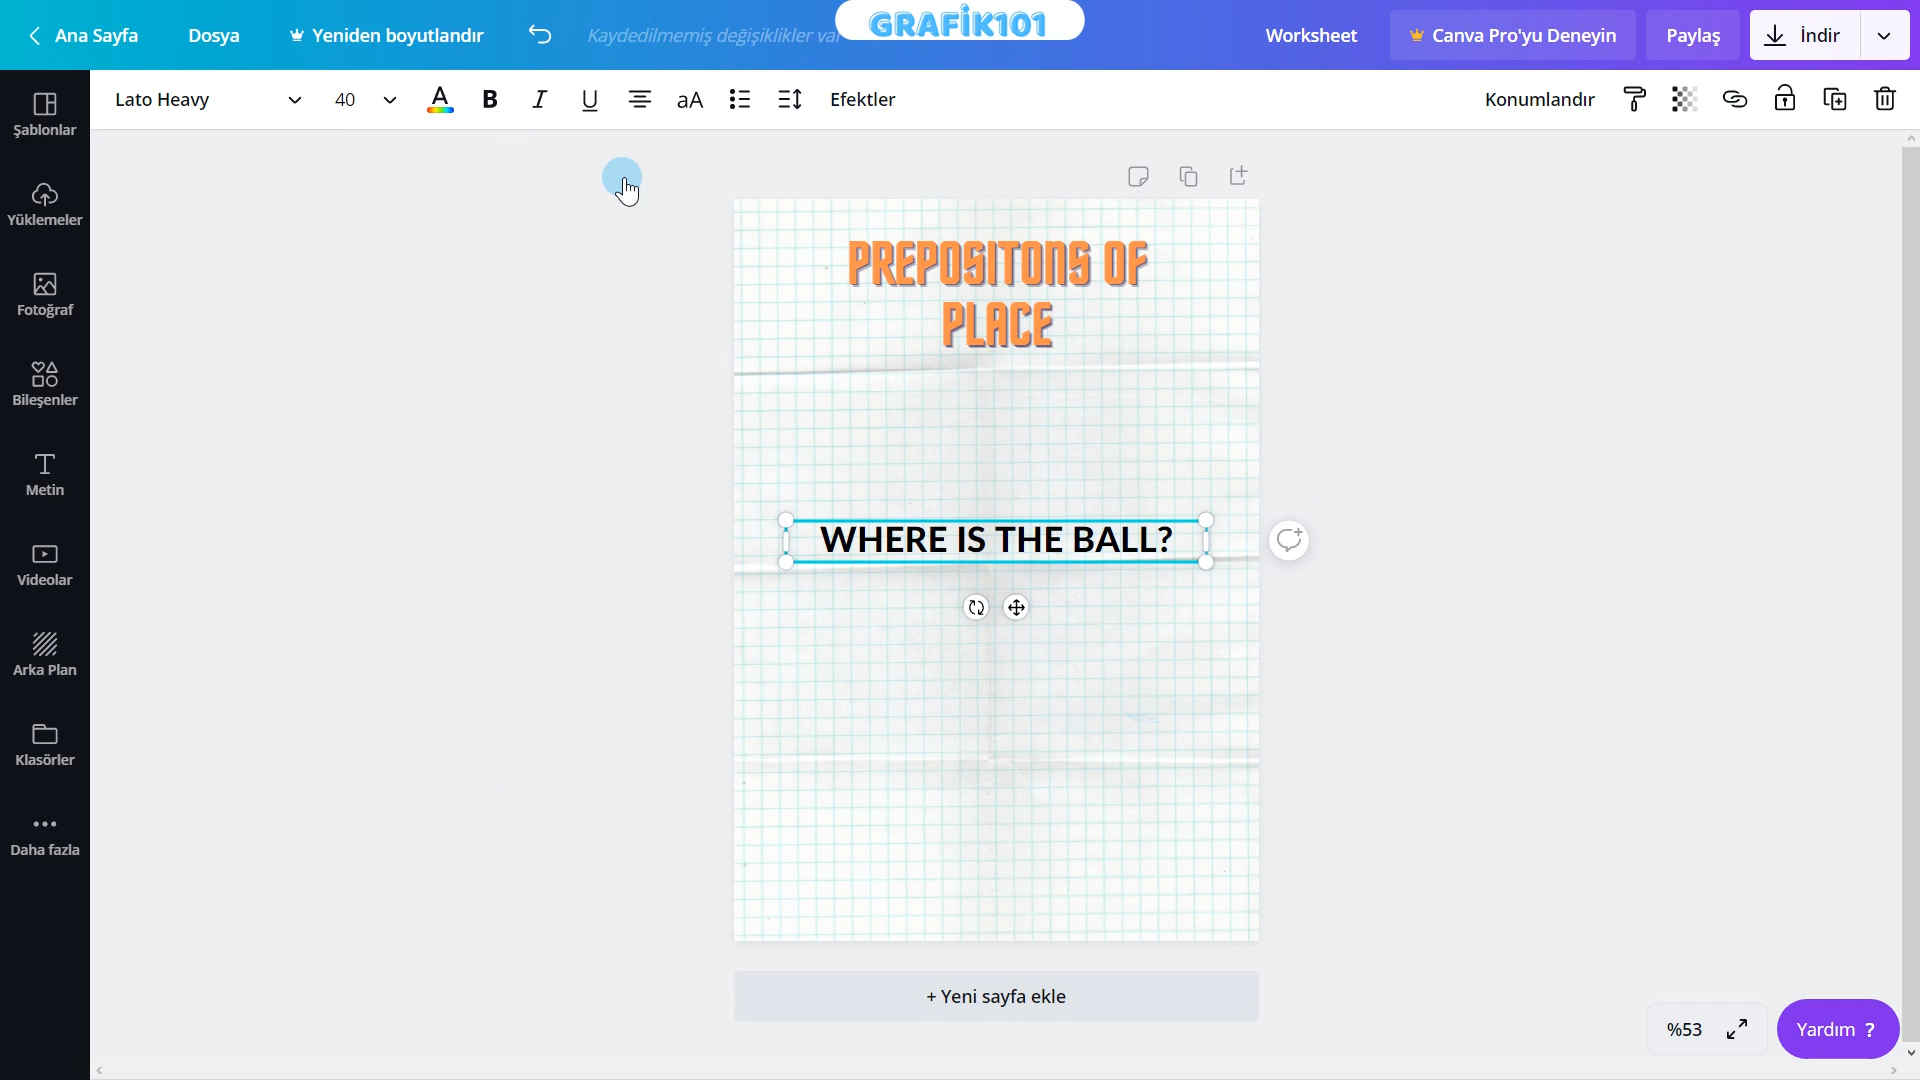 GRAFİK101
Ana Sayfa
Dosya
Yeniden boyutlandır
Kaydedilmemiş değişiklikler var
Worksheet
Canva Pro'yu Deneyin
Paylaş
İndir
Lato Heavy
40
A
B
I
U
aA
Efektler
Konumlandır
Şablonlar
Yüklemeler
Fotoğraf
Bileşenler
Metin
Videolar
Arka Plan
Klasörler
Daha fazla
PREPOSITONS OF
PLACE
WHERE IS THE BALL?
+ Yeni sayfa ekle
%53
Yardım ?